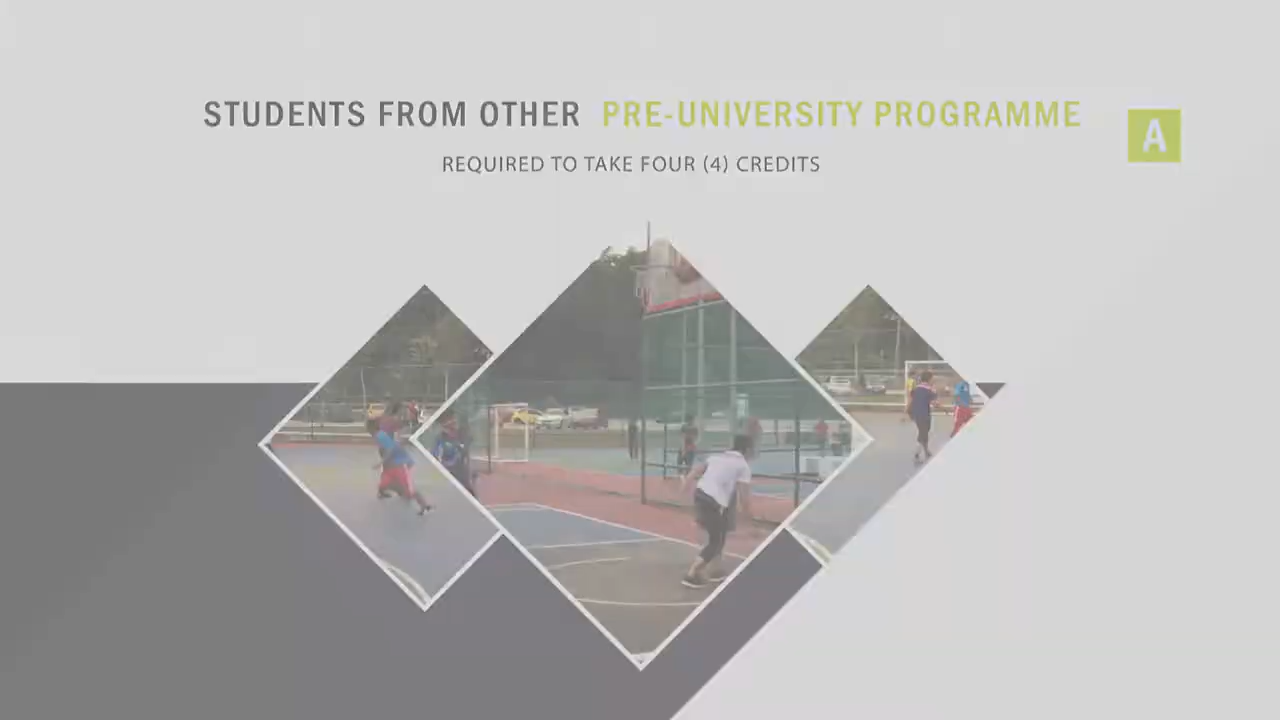 STUDENTS FROM OTHER PRE-UNIVERSITY PROGRAMME
A
REQUIRED TO TAKE FOUR (4) CREDITS